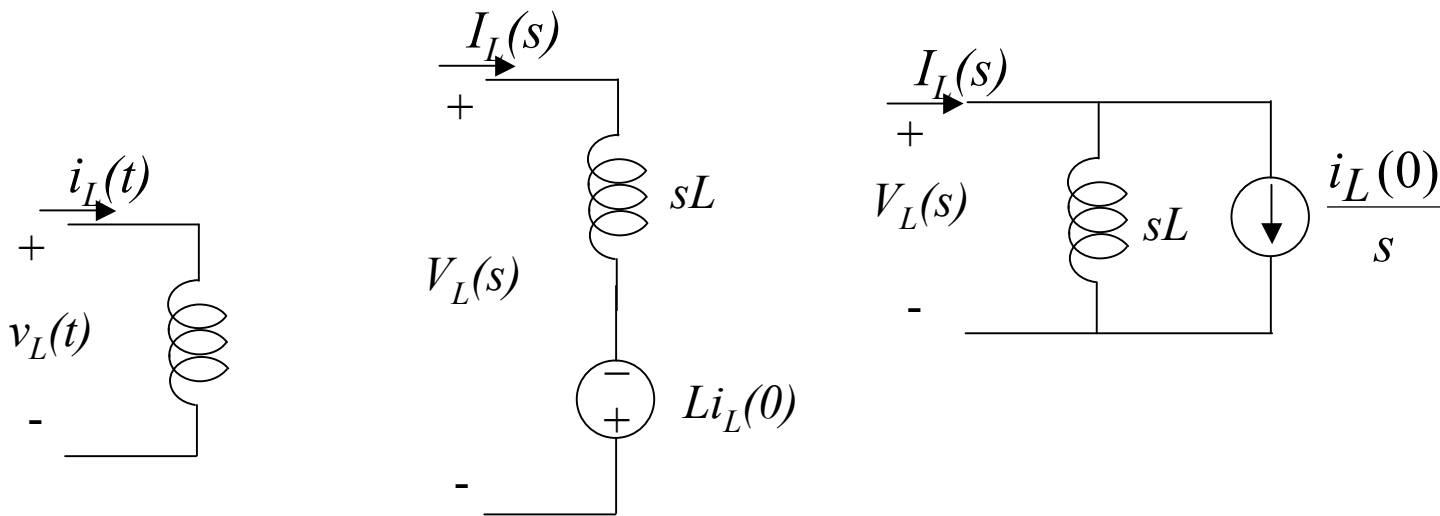 i_L(t)
+
v_L(t)
-
I_L(s)
+
sL
V_L(s)
−
+
Li_L(0)
-
I_L(s)
+
V_L(s)
sL
i_L(0)
s
-